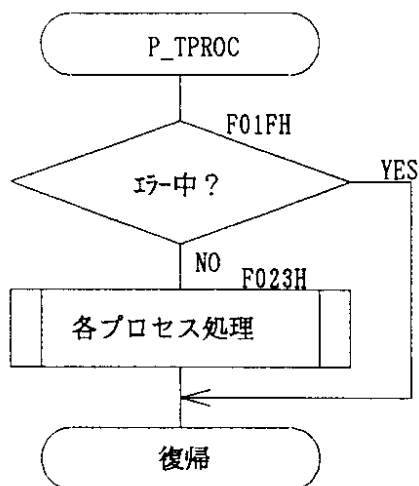 P_TPROC
F01FH
ｴﾗｰ中？
YES
NO
F023H
各プロセス処理
復帰